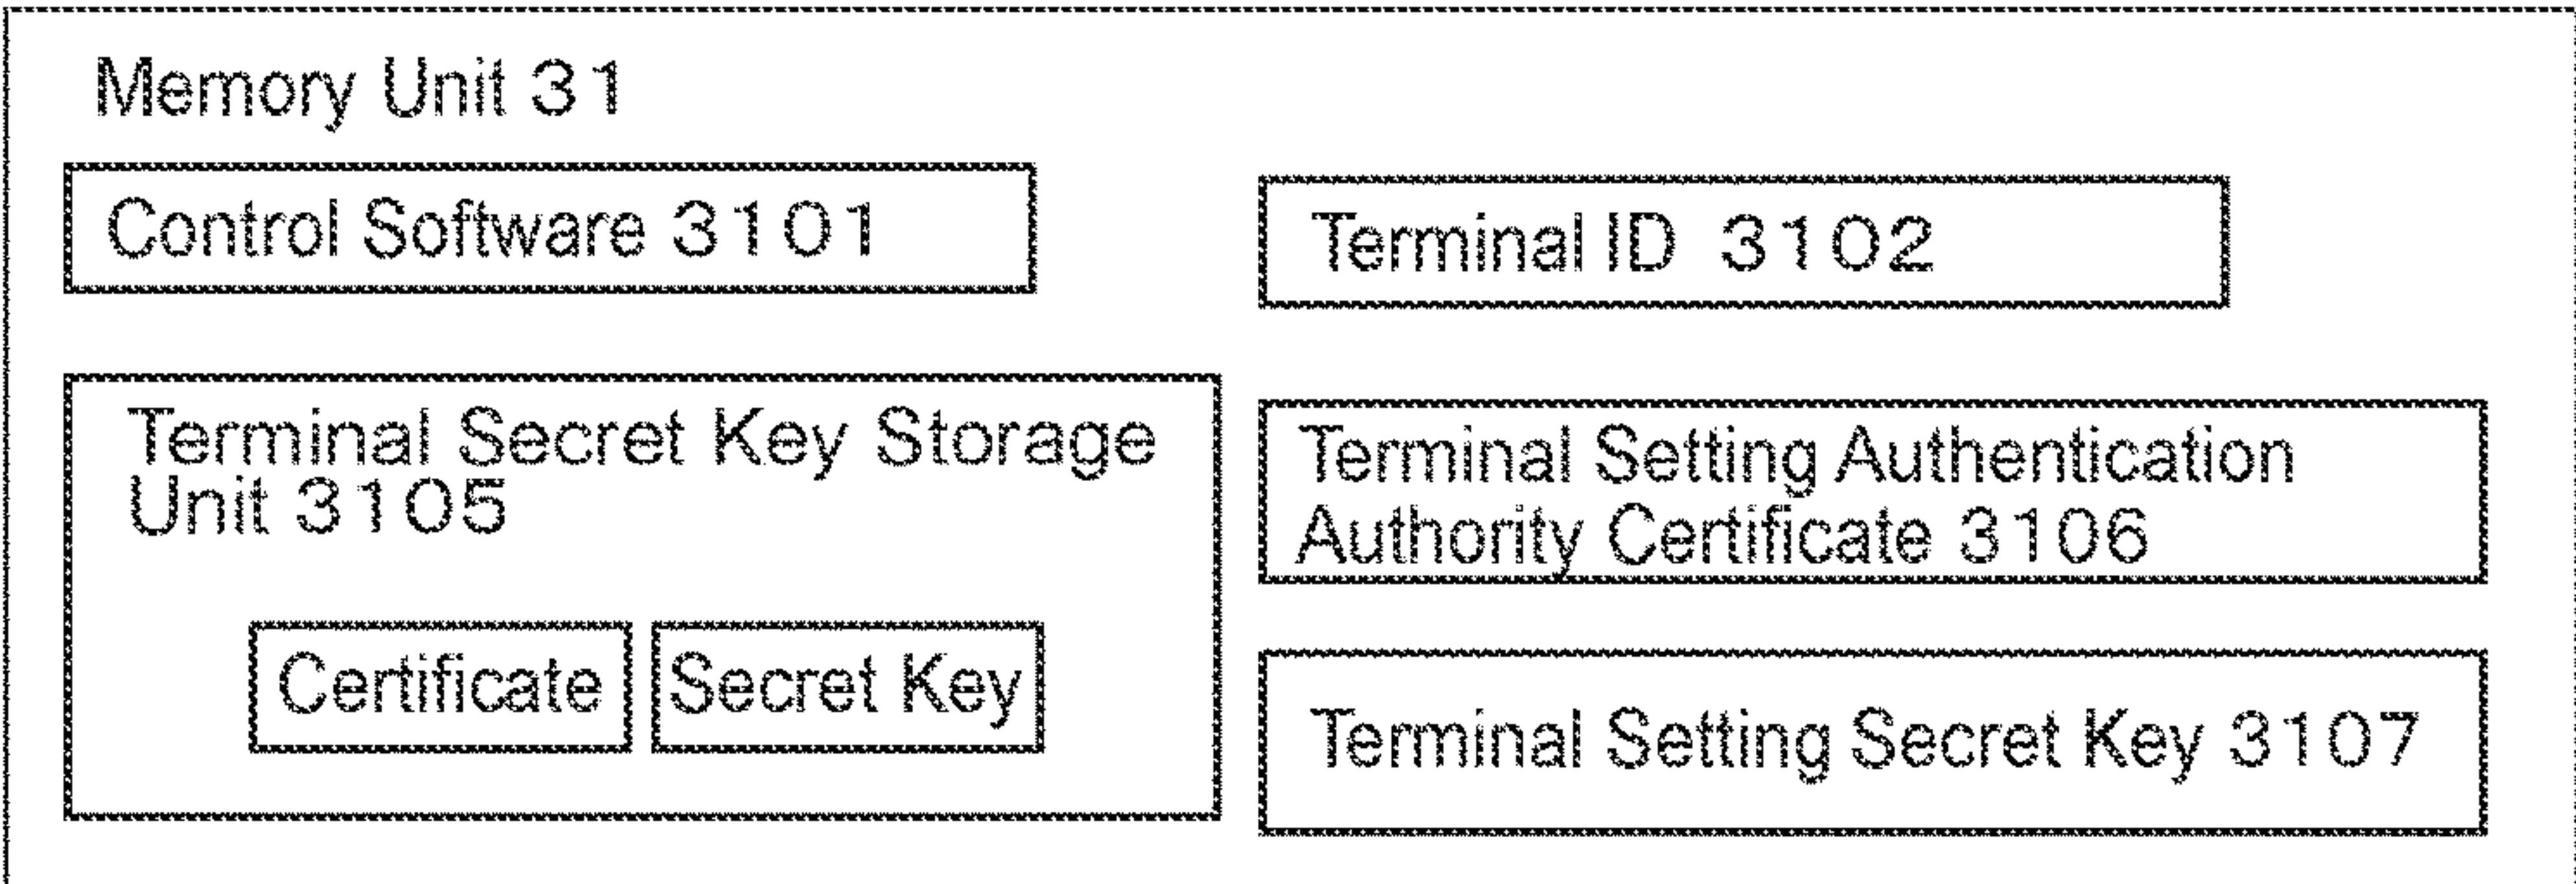 Memory Unit 31
Control Software 3101
Terminal ID 3102
Terminal Secret Key Storage
Unit 3105
Certificate
Secret Key
Terminal Setting Authentication
Authority Certificate 3106
Terminal Setting Secret Key 3107